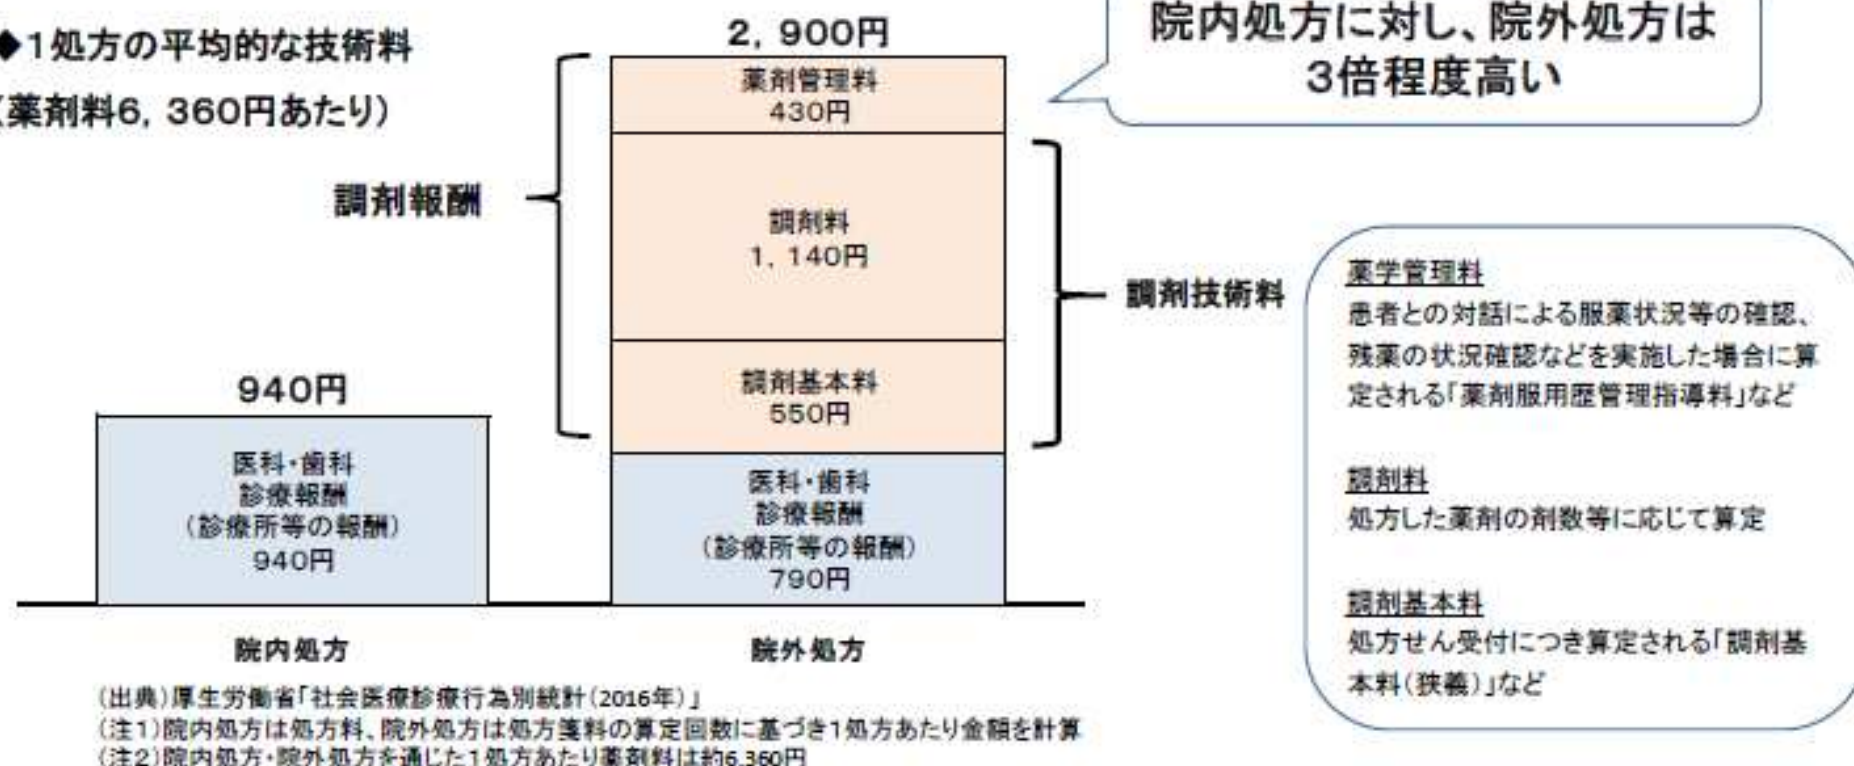 ◆1処方の平均的な技術料
(薬剤料6，360円あたり)
2，900円
院内処方に対し、院外処方は
3倍程度高い
薬剤管理料
430円
調剤報酬
調剤料
1，140円
調剤技術料
調剤基本料
550円
940円
医科・歯科
診療報酬
(診療所等の報酬)
940円
医科・歯科
診療報酬
(診療所等の報酬)
790円
院内処方
院外処方
薬学管理料
患者との対話による服薬状況等の確認、
残薬の状況確認などを実施した場合に算
定される「薬剤服用歴管理指導料」など
調剤料
処方した薬剤の剤数等に応じて算定
調剤基本料
処方せん受付につき算定される「調剤基
本料(狭義)」など
(出典)厚生労働省「社会医療診療行為別統計(2016年)」
(注1)院内処方は処方料、院外処方は処方箋料の算定回数に基づき1処方あたり金額を計算
(注2)院内処方・院外処方を通じた1処方あたり薬剤料は約6,360円